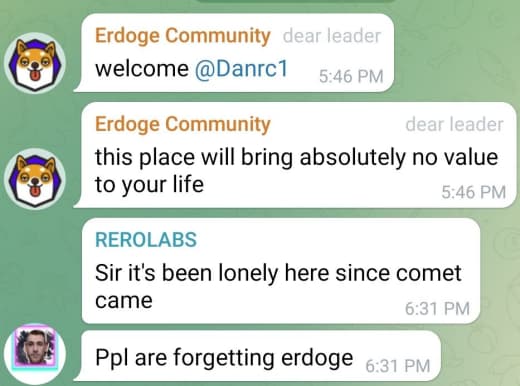 Erdoge Community dear leader
welcome @Danrc1 5:46 PM
Erdoge Community dear leader
this place will bring absolutely no value
to your life 5:46 PM
REROLABS
Sir it's been lonely here since comet
came 6:31 PM
Ppl are forgetting erdoge 6:31 PM